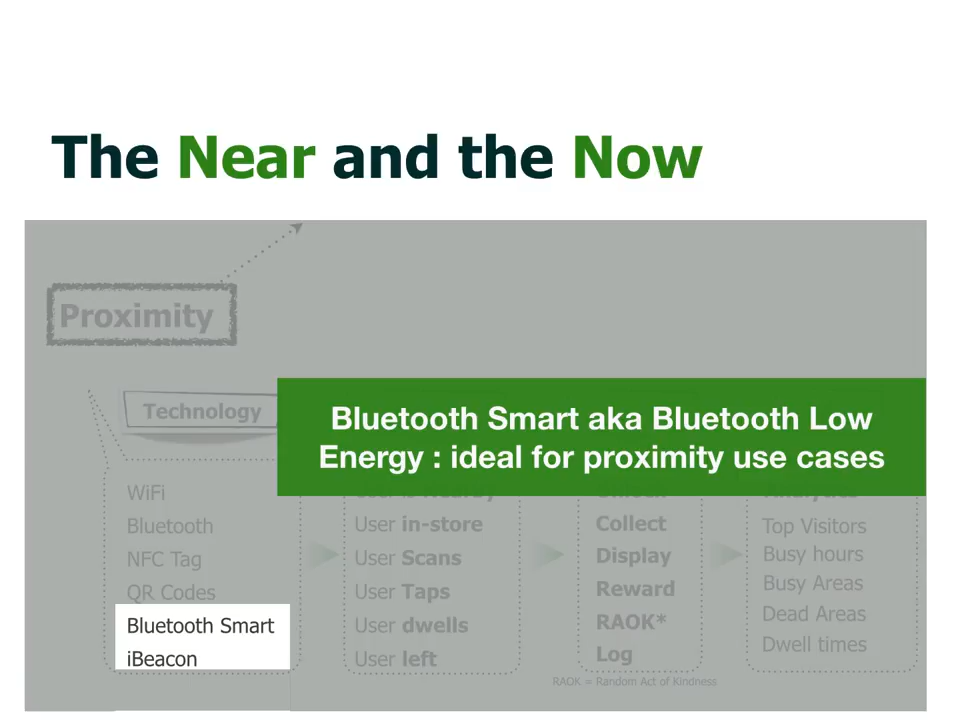 The Near and the Now
Proximity
Technology
Bluetooth Smart aka Bluetooth Low
Energy : ideal for proximity use cases
WiFi
Bluetooth
NFC Tag
QR Codes
Bluetooth Smart
iBeacon
User in-store
User Scans
User Taps
User dwells
User left
Collect
Display
Reward
RAOK*
Log
RAOK = Random Act of Kindness
Analytics
Top Visitors
Busy hours
Busy Areas
Dead Areas
Dwell times